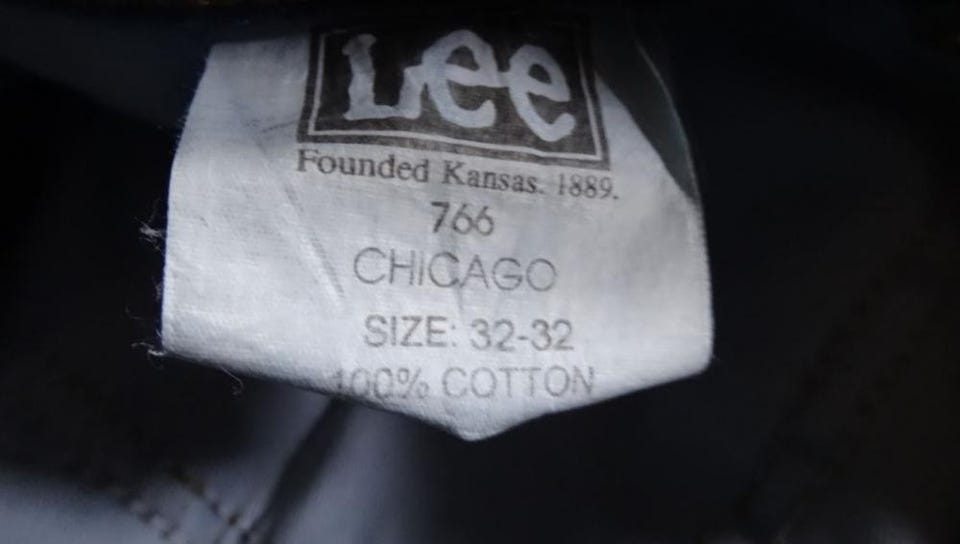 Lee
Founded Kansas. 1889.
766
CHICAGO
SIZE: 32-32
100% COTTON